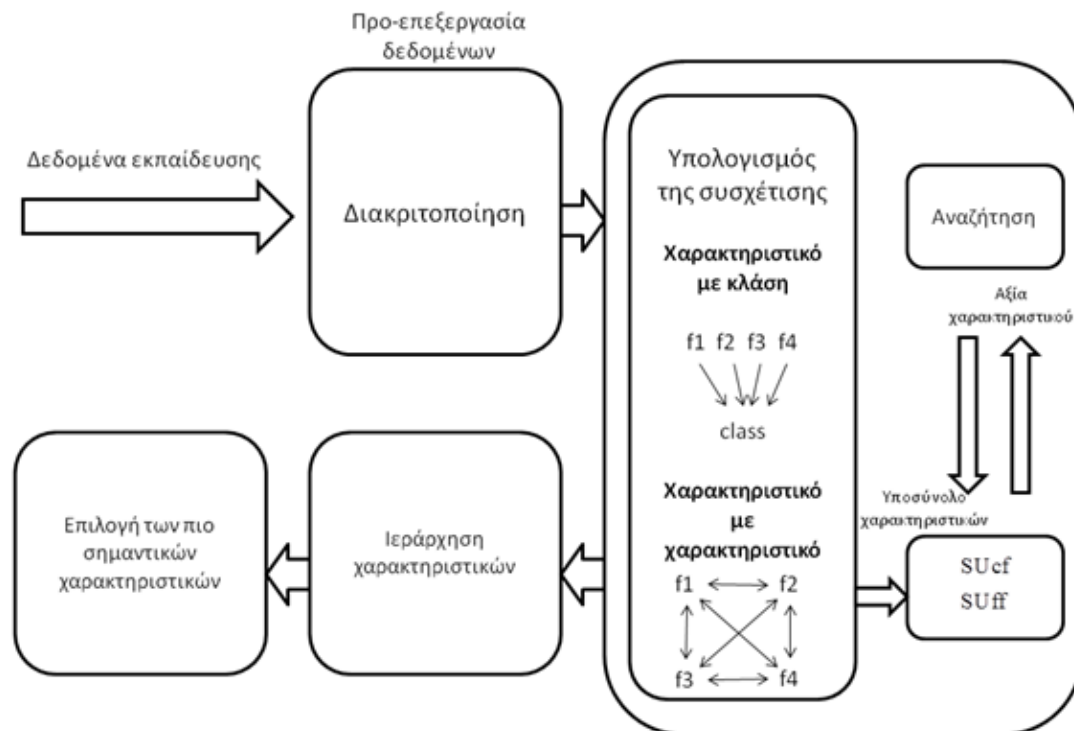 Προ-επεξεργασία
δεδομένων
Δεδομένα εκπαίδευσης
Διακριτοποίηση
Υπολογισμός
της συσχέτισης
Χαρακτηριστικό
με κλάση
f1 f2 f3 f4
class
Χαρακτηριστικό
με
χαρακτηριστικό
f1 f2
f3 f4
Αναζήτηση
Αξία
χαρακτηριστικού
Υποσύνολο
χαρακτηριστικών
SUcf
SUff
Ιεράρχηση
χαρακτηριστικών
Επιλογή των πιο
σημαντικών
χαρακτηριστικών